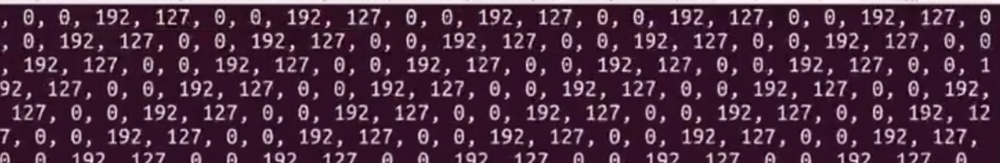 , 0, 0, 192, 127, 0, 0, 192, 127, 0, 0, 192, 127, 0, 0, 192, 127, 0, 0, 192, 127, 0
, 0, 192, 127, 0, 0, 192, 127, 0, 0, 192, 127, 0, 0, 192, 127, 0, 0, 192, 127, 0, 0
, 192, 127, 0, 0, 192, 127, 0, 0, 192, 127, 0, 0, 192, 127, 0, 0, 192, 127, 0, 0, 1
92, 127, 0, 0, 192, 127, 0, 0, 192, 127, 0, 0, 192, 127, 0, 0, 192, 127, 0, 0, 192,
127, 0, 0, 192, 127, 0, 0, 192, 127, 0, 0, 192, 127, 0, 0, 192, 127, 0, 0, 192, 12
7, 0, 0, 192, 127, 0, 0, 192, 127, 0, 0, 192, 127, 0, 0, 192, 127, 0, 0, 192, 127,
0, 0, 192, 127, 0, 0, 192, 127, 0, 0, 192, 127, 0, 0, 192, 127, 0, 0, 192, 127, 0,